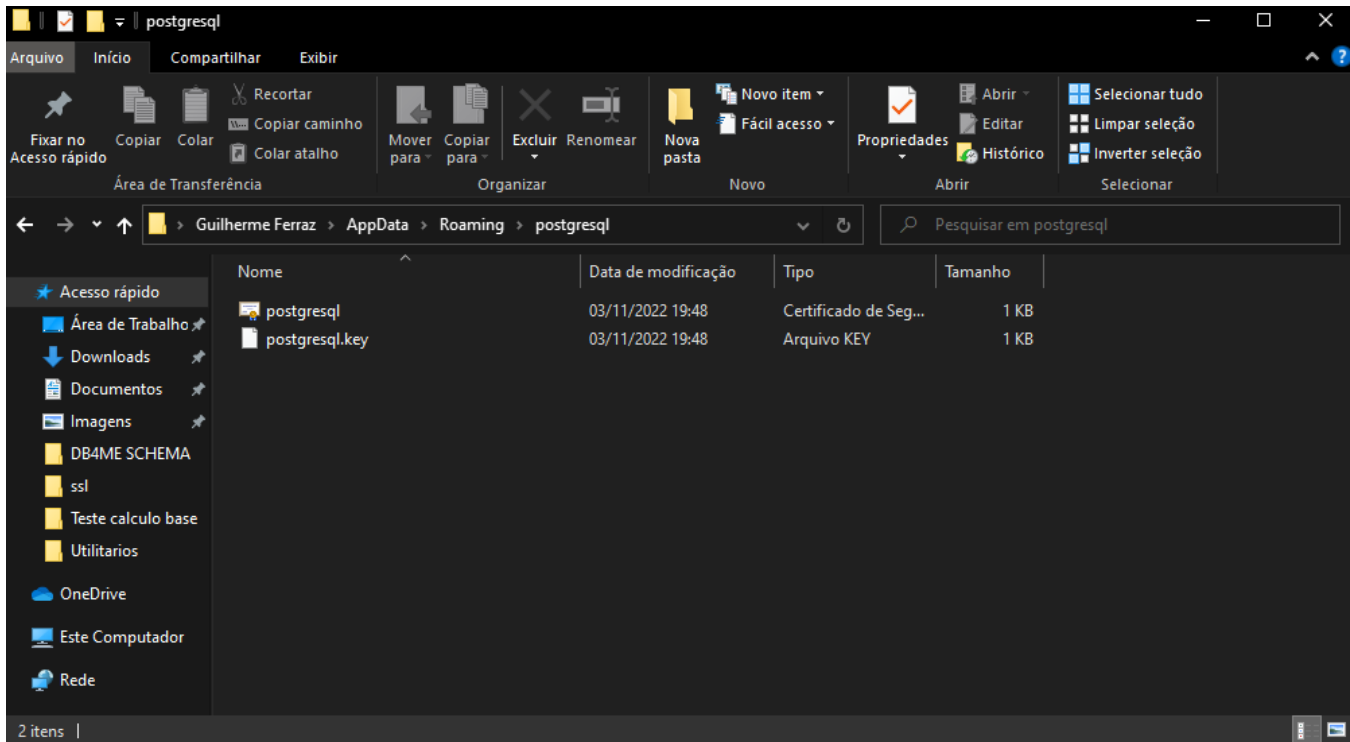 postgresql
Arquivo Início Compartilhar Exibir
Fixar no
Acesso rápido
Copiar
Colar
Recortar
Copiar caminho
Colar atalho
Área de Transferência
Mover
para
Copiar
para
Excluir
Renomear
Organizar
Nova
pasta
Novo item
Fácil acesso
Novo
Propriedades
Abrir
Editar
Histórico
Abrir
Selecionar tudo
Limpar seleção
Inverter seleção
Selecionar
Guilherme Ferraz > AppData > Roaming > postgresql
Pesquisar em postgresql
Nome Data de modificação Tipo Tamanho
postgresql 03/11/2022 19:48 Certificado de Seg... 1 KB
postgresql.key 03/11/2022 19:48 Arquivo KEY 1 KB
Acesso rápido
Área de Trabalho
Downloads
Documentos
Imagens
DB4ME SCHEMA
ssl
Teste calculo base
Utilitarios
OneDrive
Este Computador
Rede
2 itens